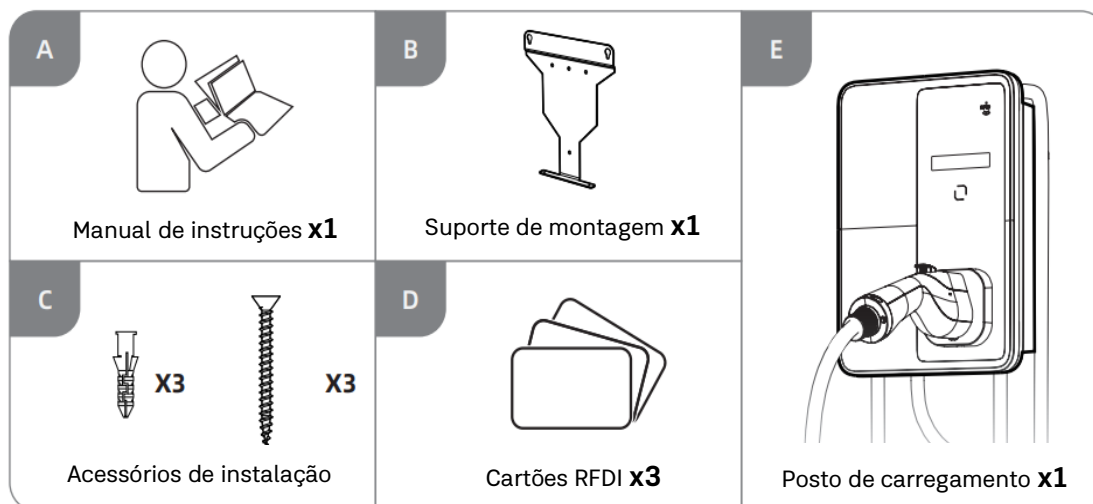 A
Manual de instruções x1
B
Suporte de montagem x1
C
X3
X3
Acessórios de instalação
D
Cartões RFDI x3
E
Posto de carregamento x1